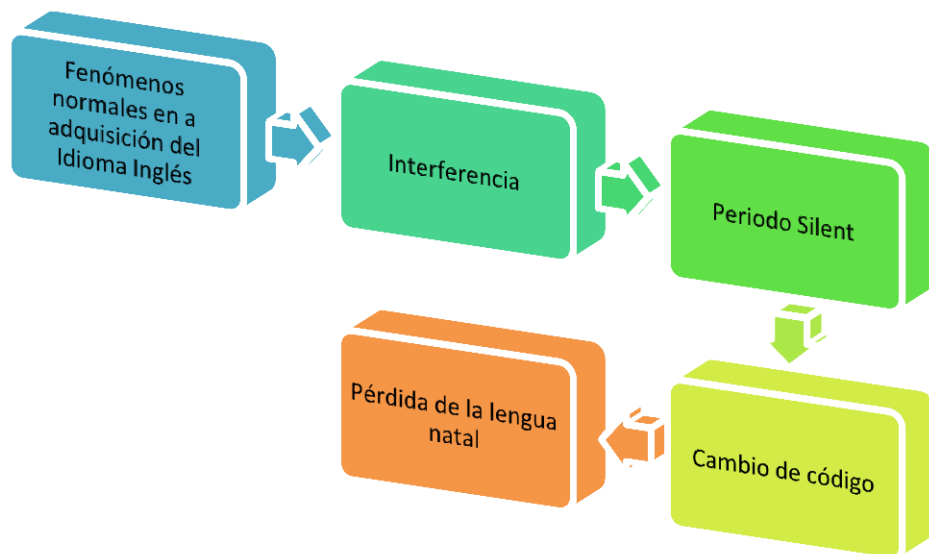 Fenómenos
normales en a
adquisición del
Idioma Inglés
Interferencia
Periodo Silent
Cambio de código
Pérdida de la lengua
natal